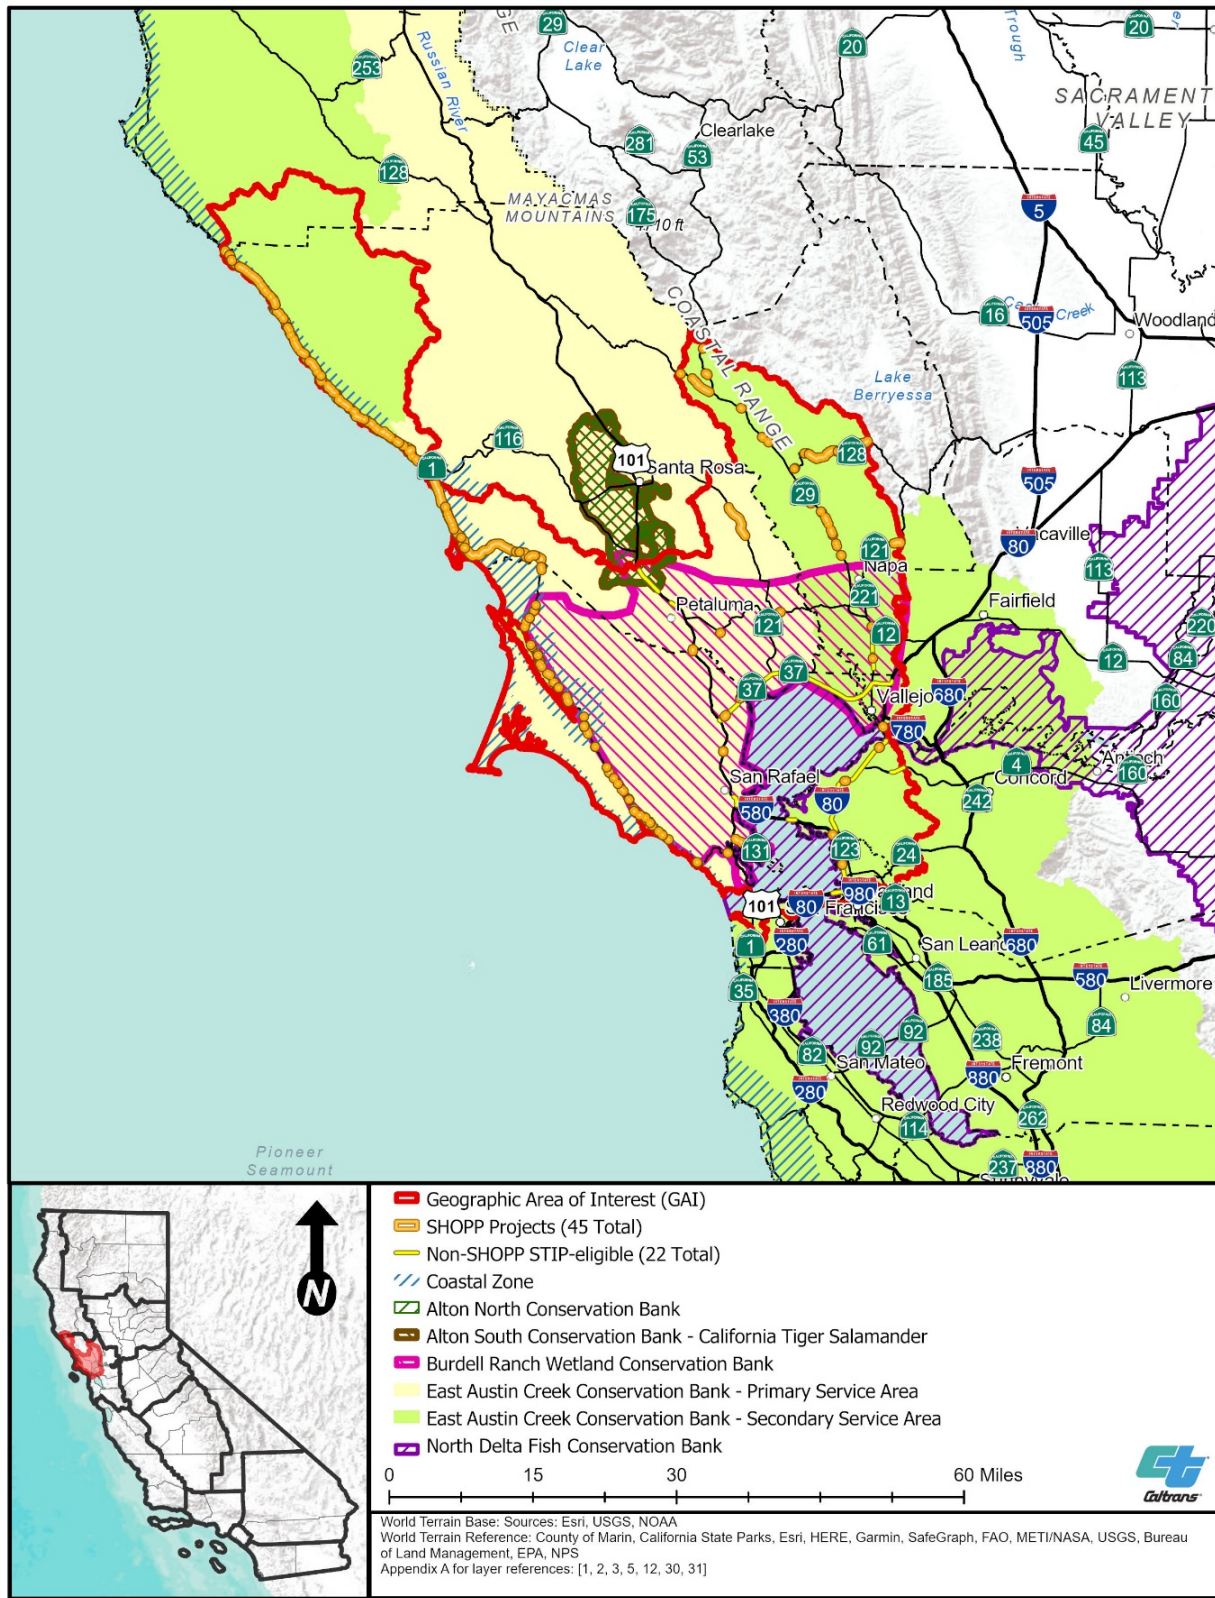 29
20
20
Clear
Lake
Trough
Russian River
253
SACRAMENT
VALLEY
281
Clearlake
53
45
128
MAYACMAS
MOUNTAINS
175
10 ft
5
COASTAL RANGE
16
Creek
505
Woodland
113
Lake
Berryessa
116
101
Santa Rosa
128
1
505
29
80
acaville
121
113
Napa
221
Petaluma
121
12
Fairfield
220
12
84
37
37
680
160
Vallejo
780
4
Antioch
160
San Rafael
Concord
580
80
242
131
123
24
980
13
101
80
1
280
61
San Leand
680
185
580
Livermore
35
380
84
92
238
82
92
San Mateo
880
Fremont
280
Redwood City
262
114
237
880
Sunnyvale
Pioneer
Seamount
N
Geographic Area of Interest (GAI)
SHOPP Projects (45 Total)
Non-SHOPP STIP-eligible (22 Total)
Coastal Zone
Alton North Conservation Bank
Alton South Conservation Bank - California Tiger Salamander
Burdell Ranch Wetland Conservation Bank
East Austin Creek Conservation Bank - Primary Service Area
East Austin Creek Conservation Bank - Secondary Service Area
North Delta Fish Conservation Bank
0 15 30 60 Miles
Caltrans
World Terrain Base: Sources: Esri, USGS, NOAA
World Terrain Reference: County of Marin, California State Parks, Esri, HERE, Garmin, SafeGraph, FAO, METI/NASA, USGS, Bureau
of Land Management, EPA, NPS
Appendix A for layer references: [1, 2, 3, 5, 12, 30, 31]